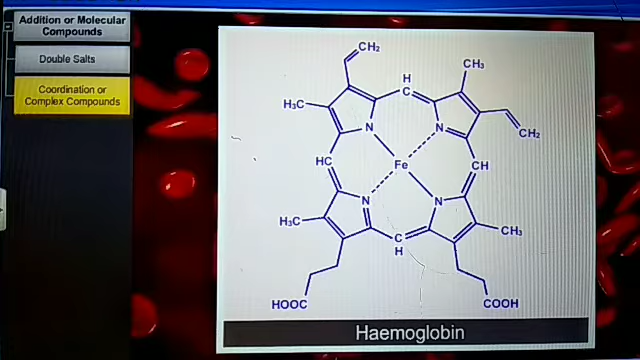 Addition or Molecular
Compounds
Double Salts
Coordination or
Complex Compounds
CH₂
H
CH₃
H₃C
N
N
CH₂
HC
Fe
CH
N
N
H₃C
CH₃
C
H
HOOC
COOH
C
Haemoglobin